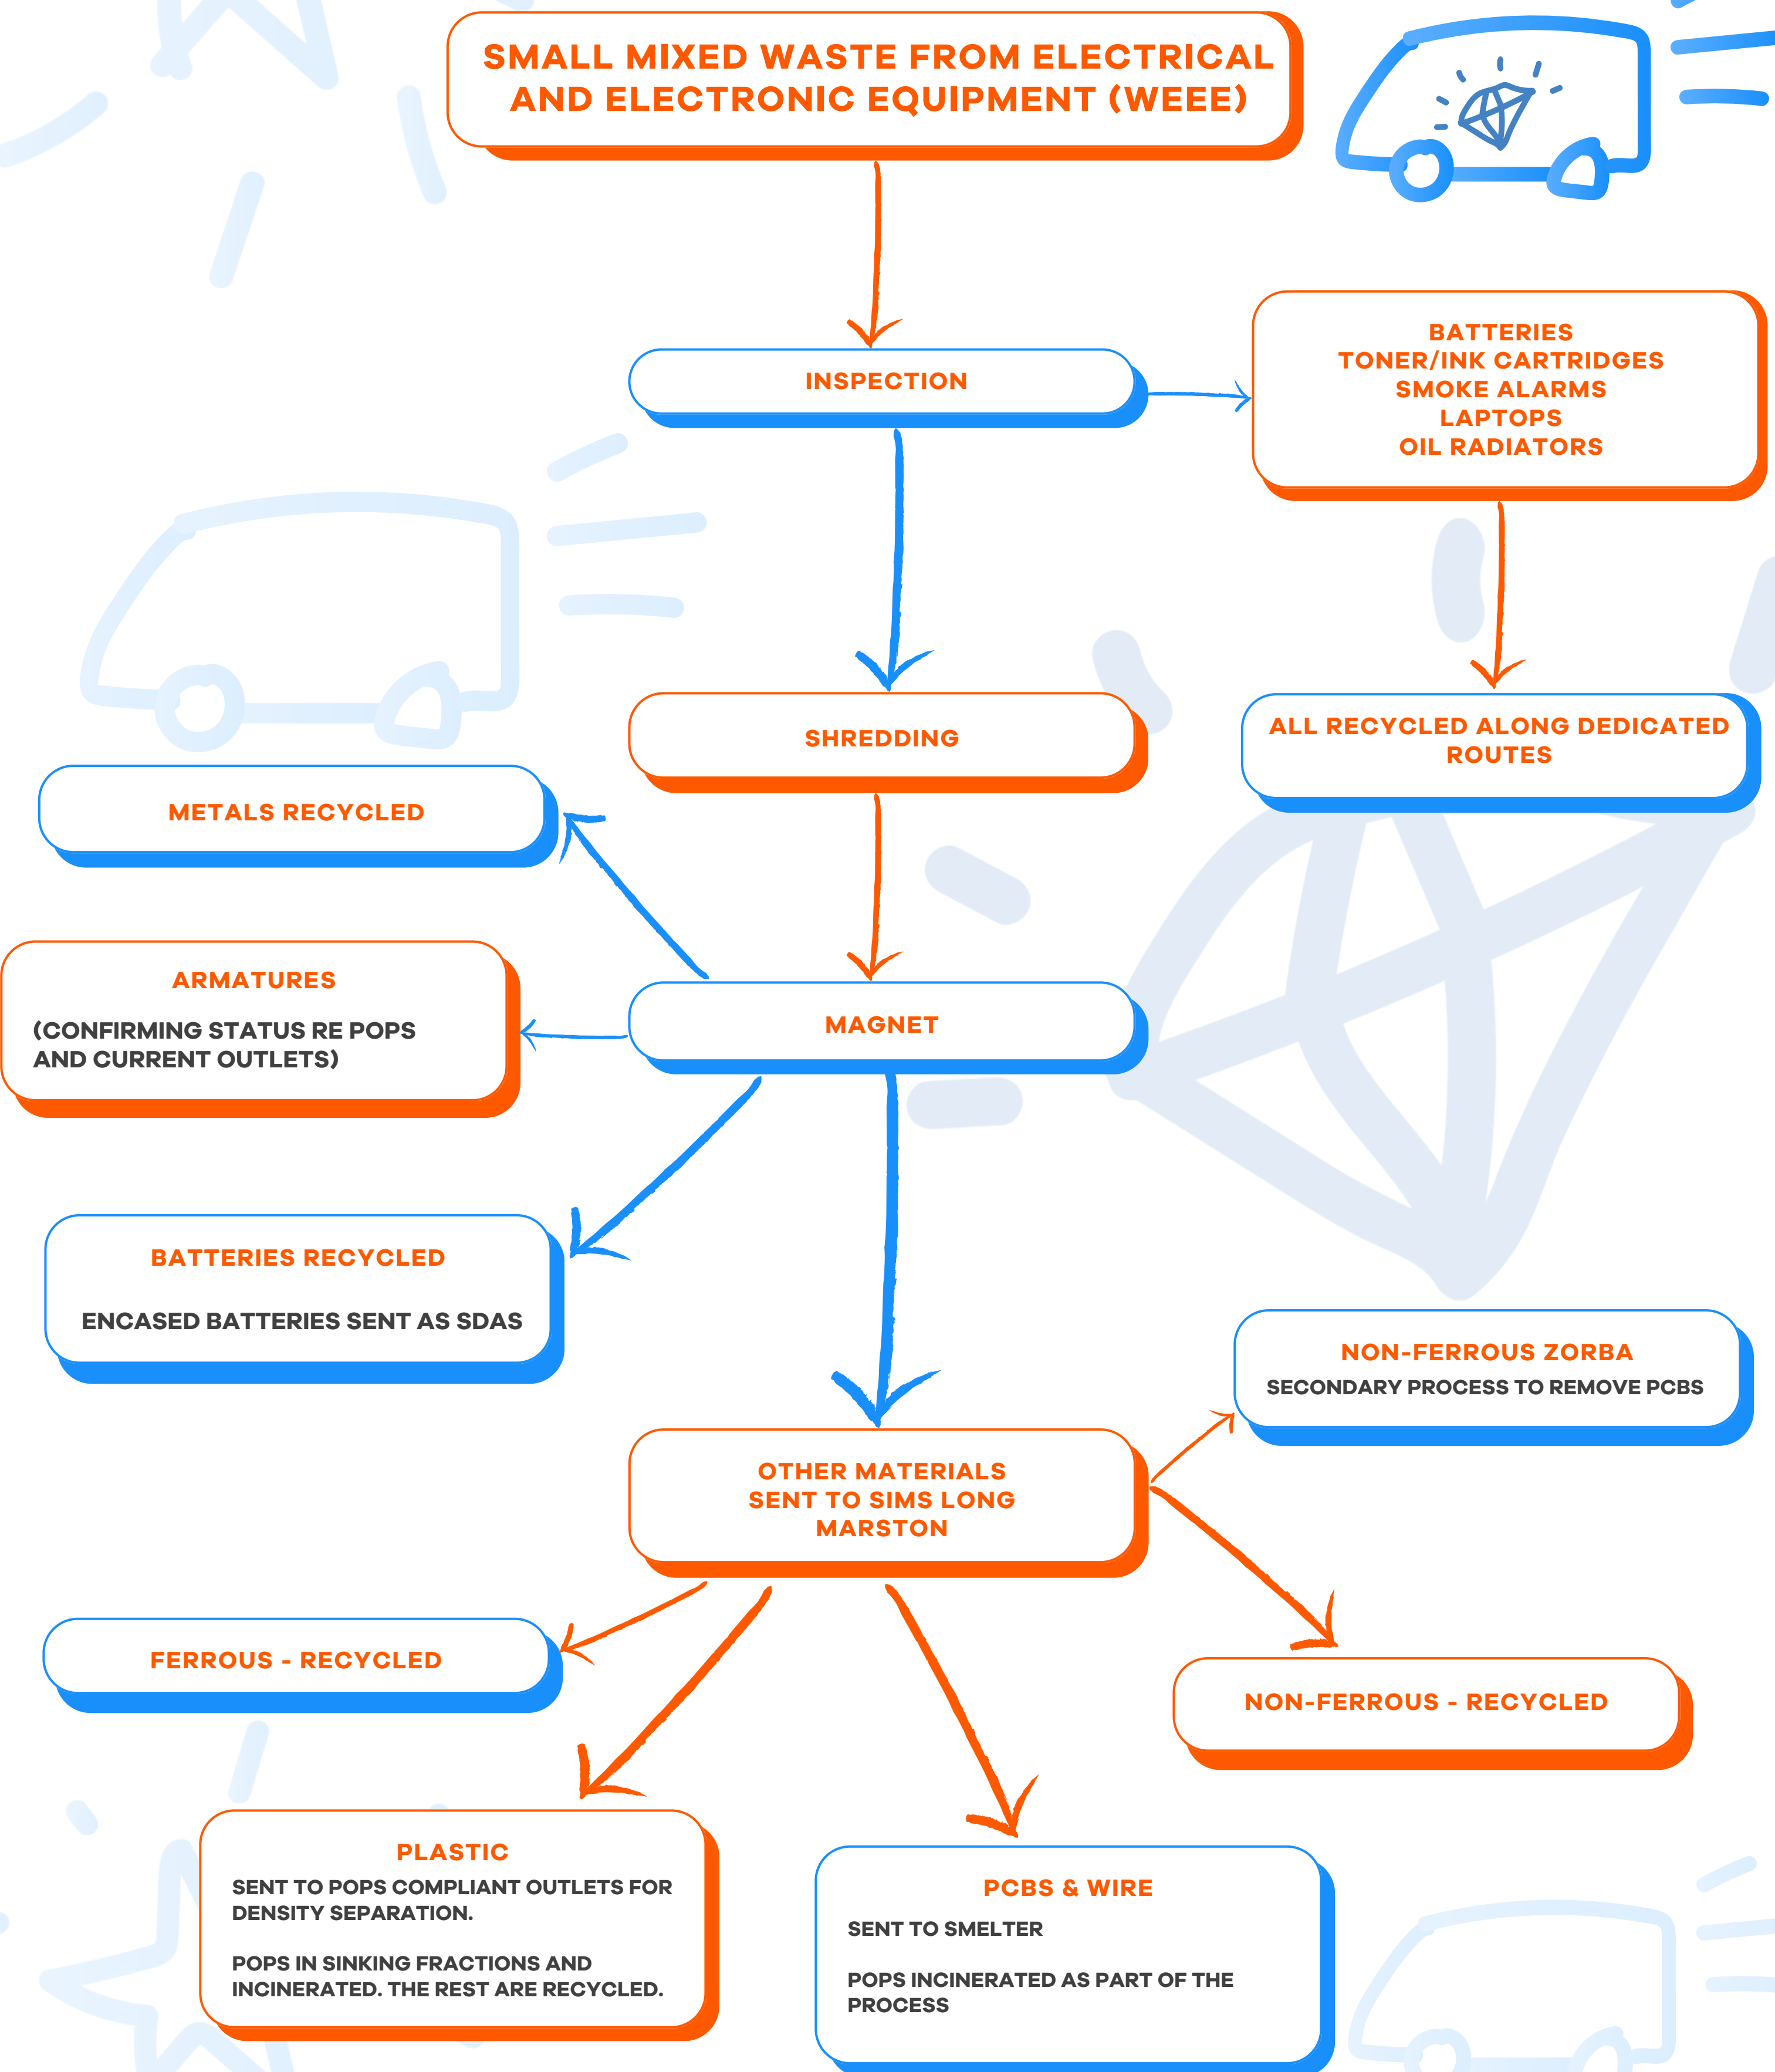 SMALL MIXED WASTE FROM ELECTRICAL
AND ELECTRONIC EQUIPMENT (WEEE)
INSPECTION
BATTERIES
TONER/INK CARTRIDGES
SMOKE ALARMS
LAPTOPS
OIL RADIATORS
SHREDDING
ALL RECYCLED ALONG DEDICATED
ROUTES
METALS RECYCLED
ARMATURES
(CONFIRMING STATUS RE POPS
AND CURRENT OUTLETS)
MAGNET
BATTERIES RECYCLED
ENCASED BATTERIES SENT AS SDAS
NON-FERROUS ZORBA
SECONDARY PROCESS TO REMOVE PCBS
OTHER MATERIALS
SENT TO SIMS LONG
MARSTON
FERROUS - RECYCLED
NON-FERROUS - RECYCLED
PLASTIC
SENT TO POPS COMPLIANT OUTLETS FOR
DENSITY SEPARATION.
POPS IN SINKING FRACTIONS AND
INCINERATED. THE REST ARE RECYCLED.
PCBS & WIRE
SENT TO SMELTER
POPS INCINERATED AS PART OF THE
PROCESS